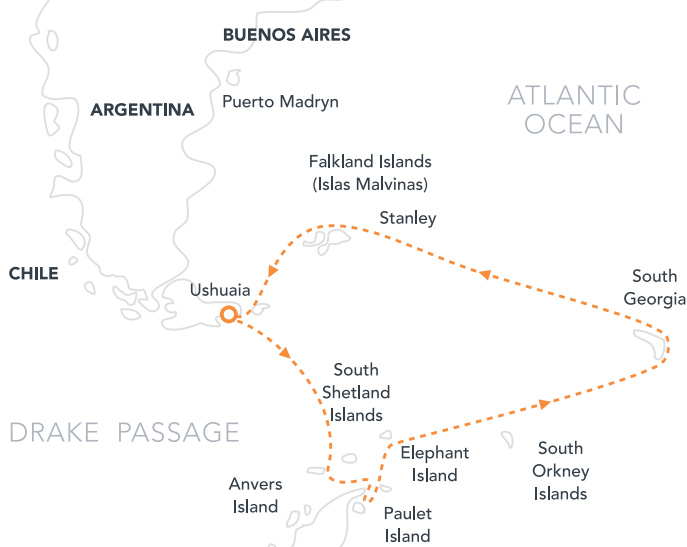 BUENOS AIRES
ATLANTIC
OCEAN
Puerto Madryn
ARGENTINA
Falkland Islands
(Islas Malvinas)
Stanley
CHILE
Ushuaia
South
Georgia
South
Shetland
Islands
DRAKE PASSAGE
Elephant
Island
South
Orkney
Islands
Anvers
Island
Paulet
Island